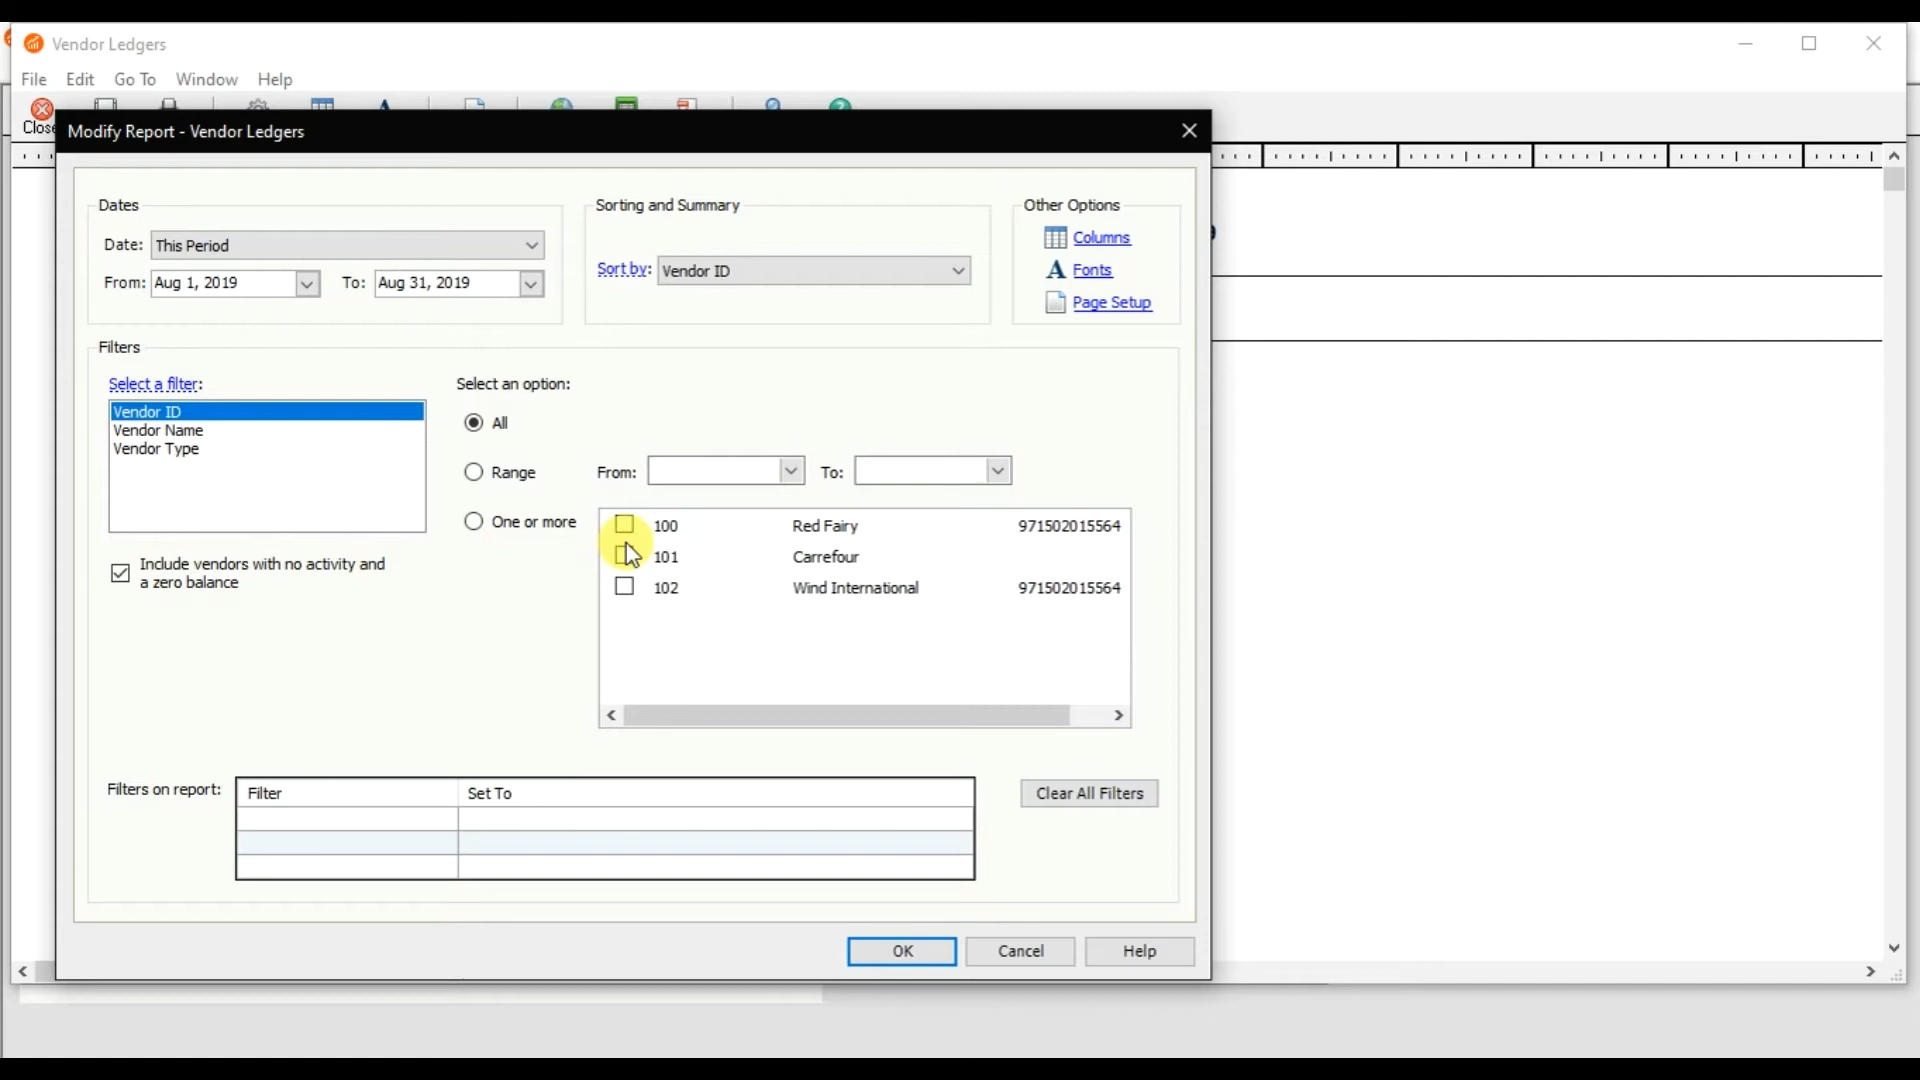 Vendor Ledgers
File Edit Go To Window Help
Close
Modify Report - Vendor Ledgers
Dates
Date: This Period
From: Aug 1, 2019 To: Aug 31, 2019
Sorting and Summary
Sort by: Vendor ID
Other Options
Columns
Fonts
Page Setup
Filters
Select a filter:
Vendor ID
Vendor Name
Vendor Type
Include vendors with no activity and
a zero balance
Select an option:
All
Range From: To:
One or more
100 Red Fairy 971502015564
101 Carrefour
102 Wind International 971502015564
Filters on report:
Filter Set To
Clear All Filters
OK Cancel Help